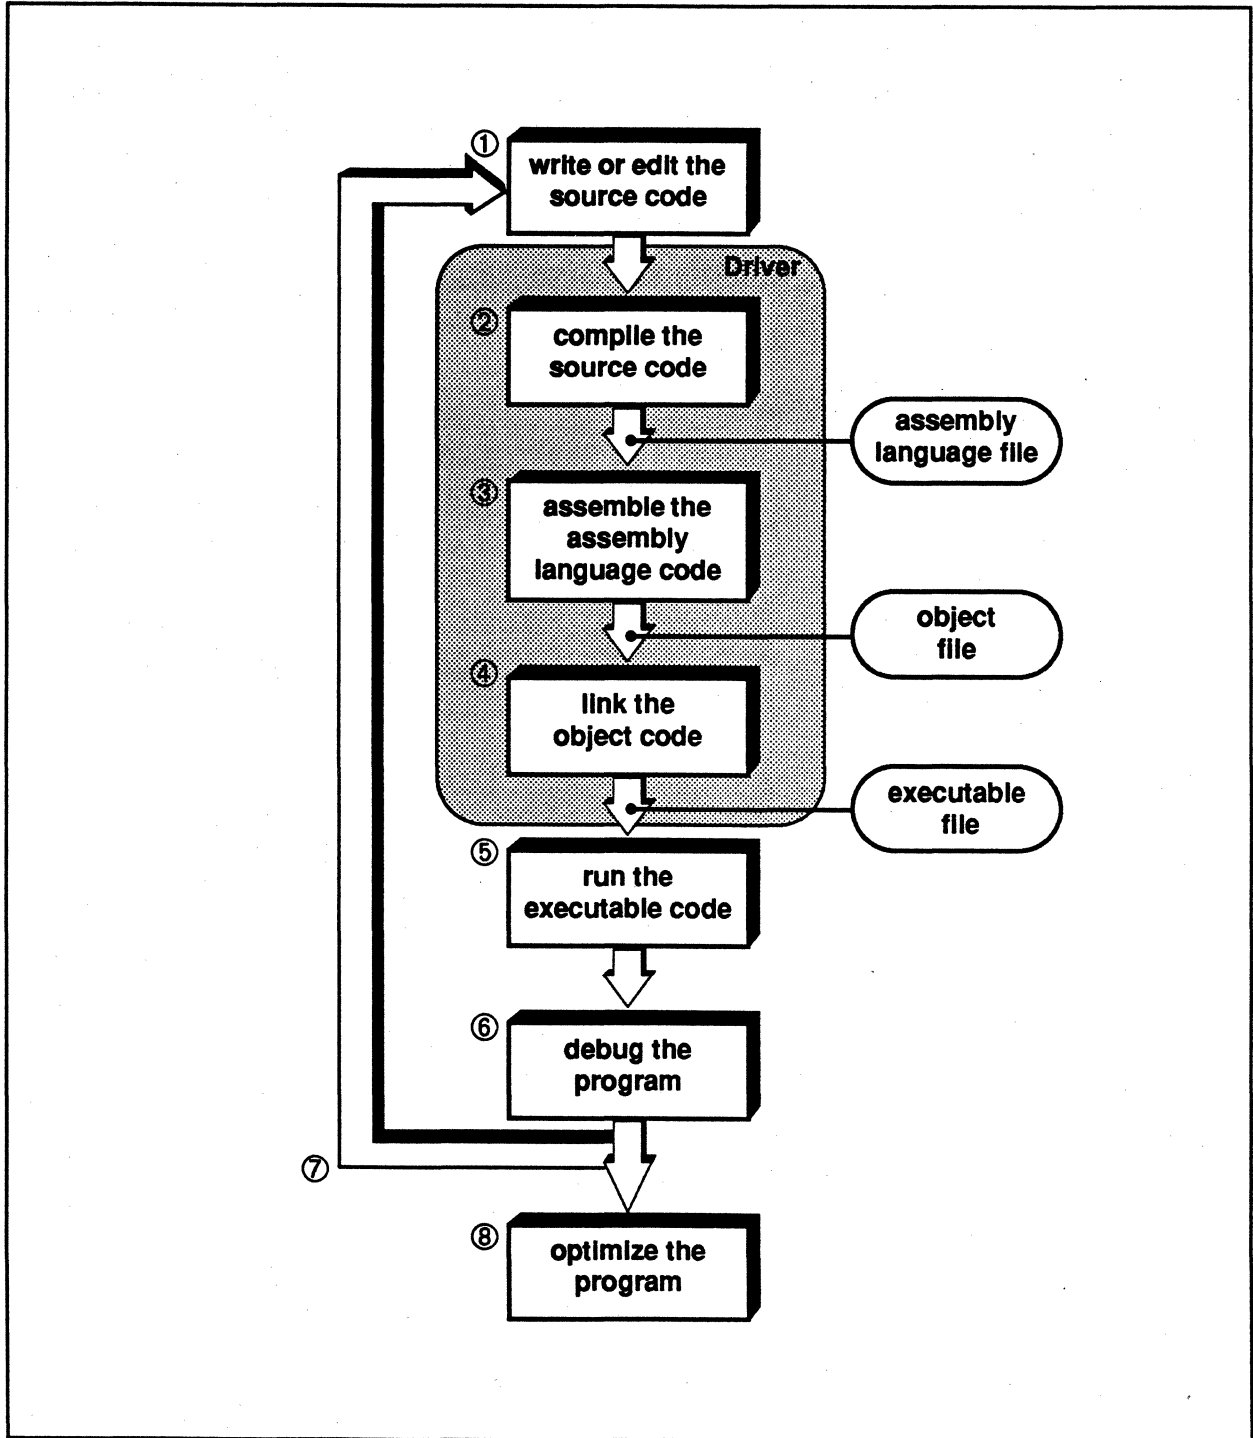 ①
write or edit the
source code
Driver
②
compile the
source code
assembly
language file
③
assemble the
assembly
language code
object
file
④
link the
object code
executable
file
⑤
run the
executable code
⑥
debug the
program
⑦
⑧
optimize the
program